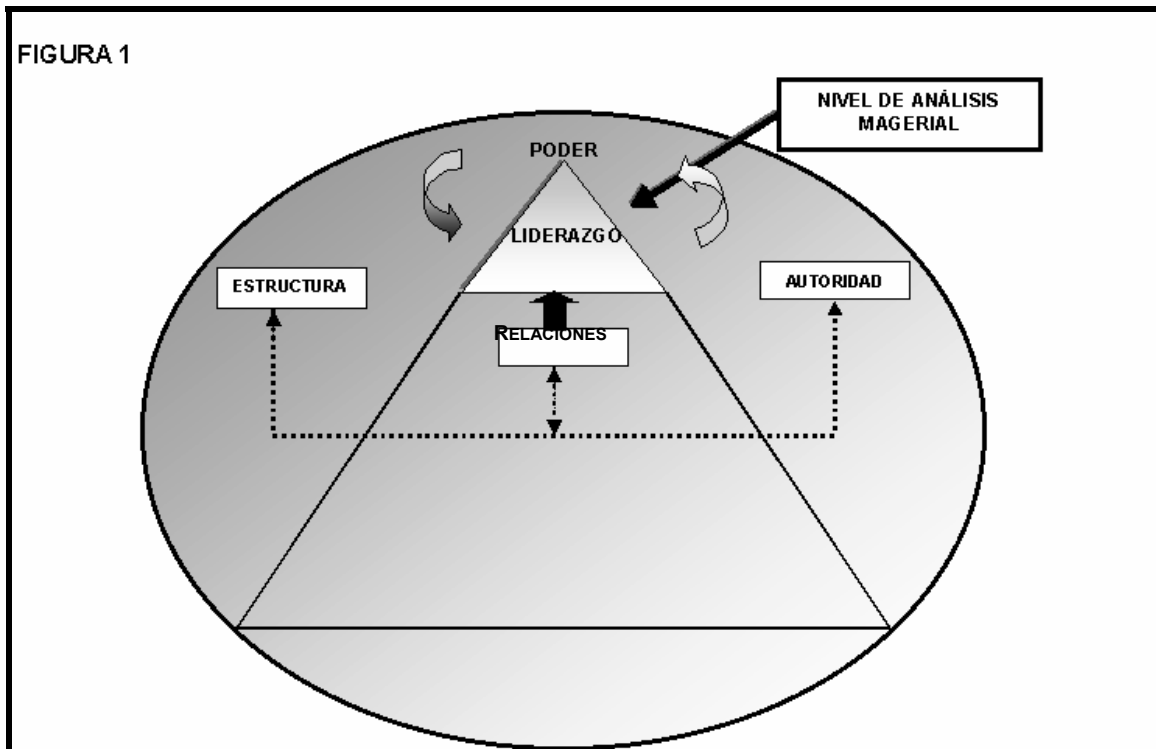 FIGURA 1
NIVEL DE ANÁLISIS
MAGERIAL
PODER
LIDERAZGO
ESTRUCTURA
AUTORIDAD
RELACIONES